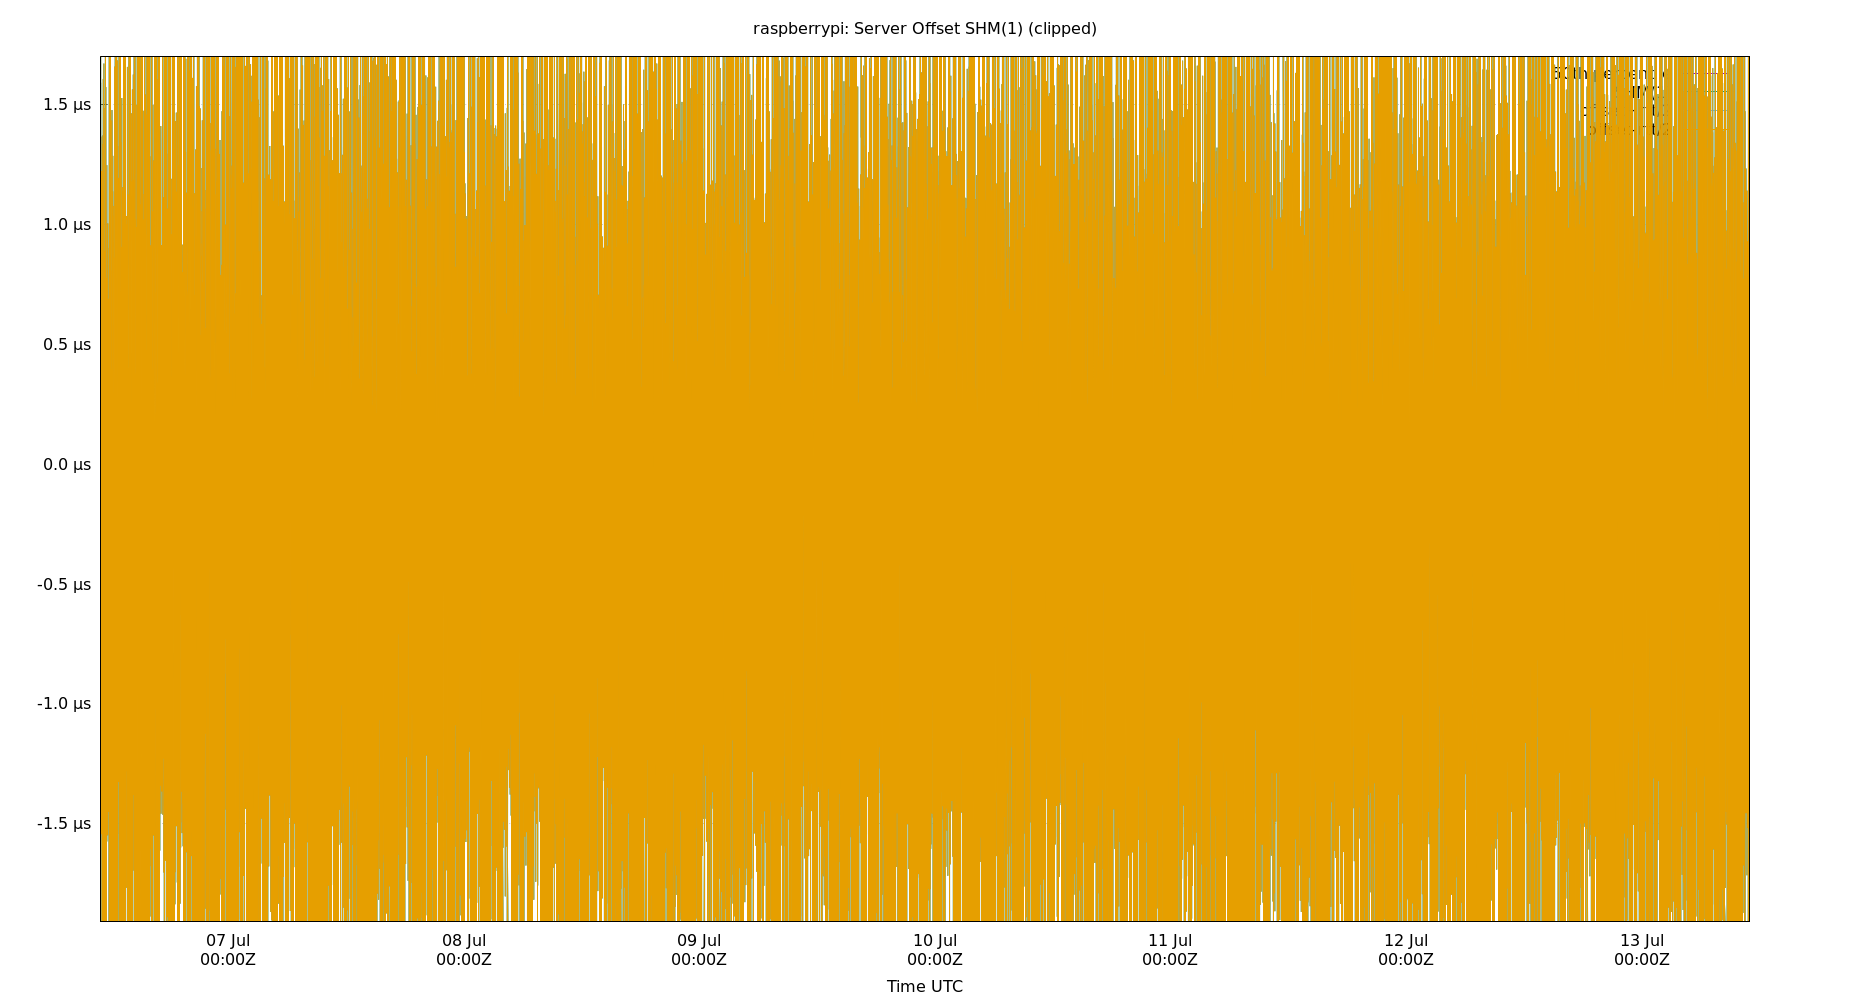 raspberrypi: Server Offset SHM(1) (clipped)
1.5 µs
1.0 µs
0.5 µs
0.0 µs
-0.5 µs
-1.0 µs
-1.5 µs
07 Jul 08 Jul 09 Jul 10 Jul 11 Jul 12 Jul 13 Jul
00:00Z 00:00Z 00:00Z 00:00Z 00:00Z 00:00Z 00:00Z
Time UTC